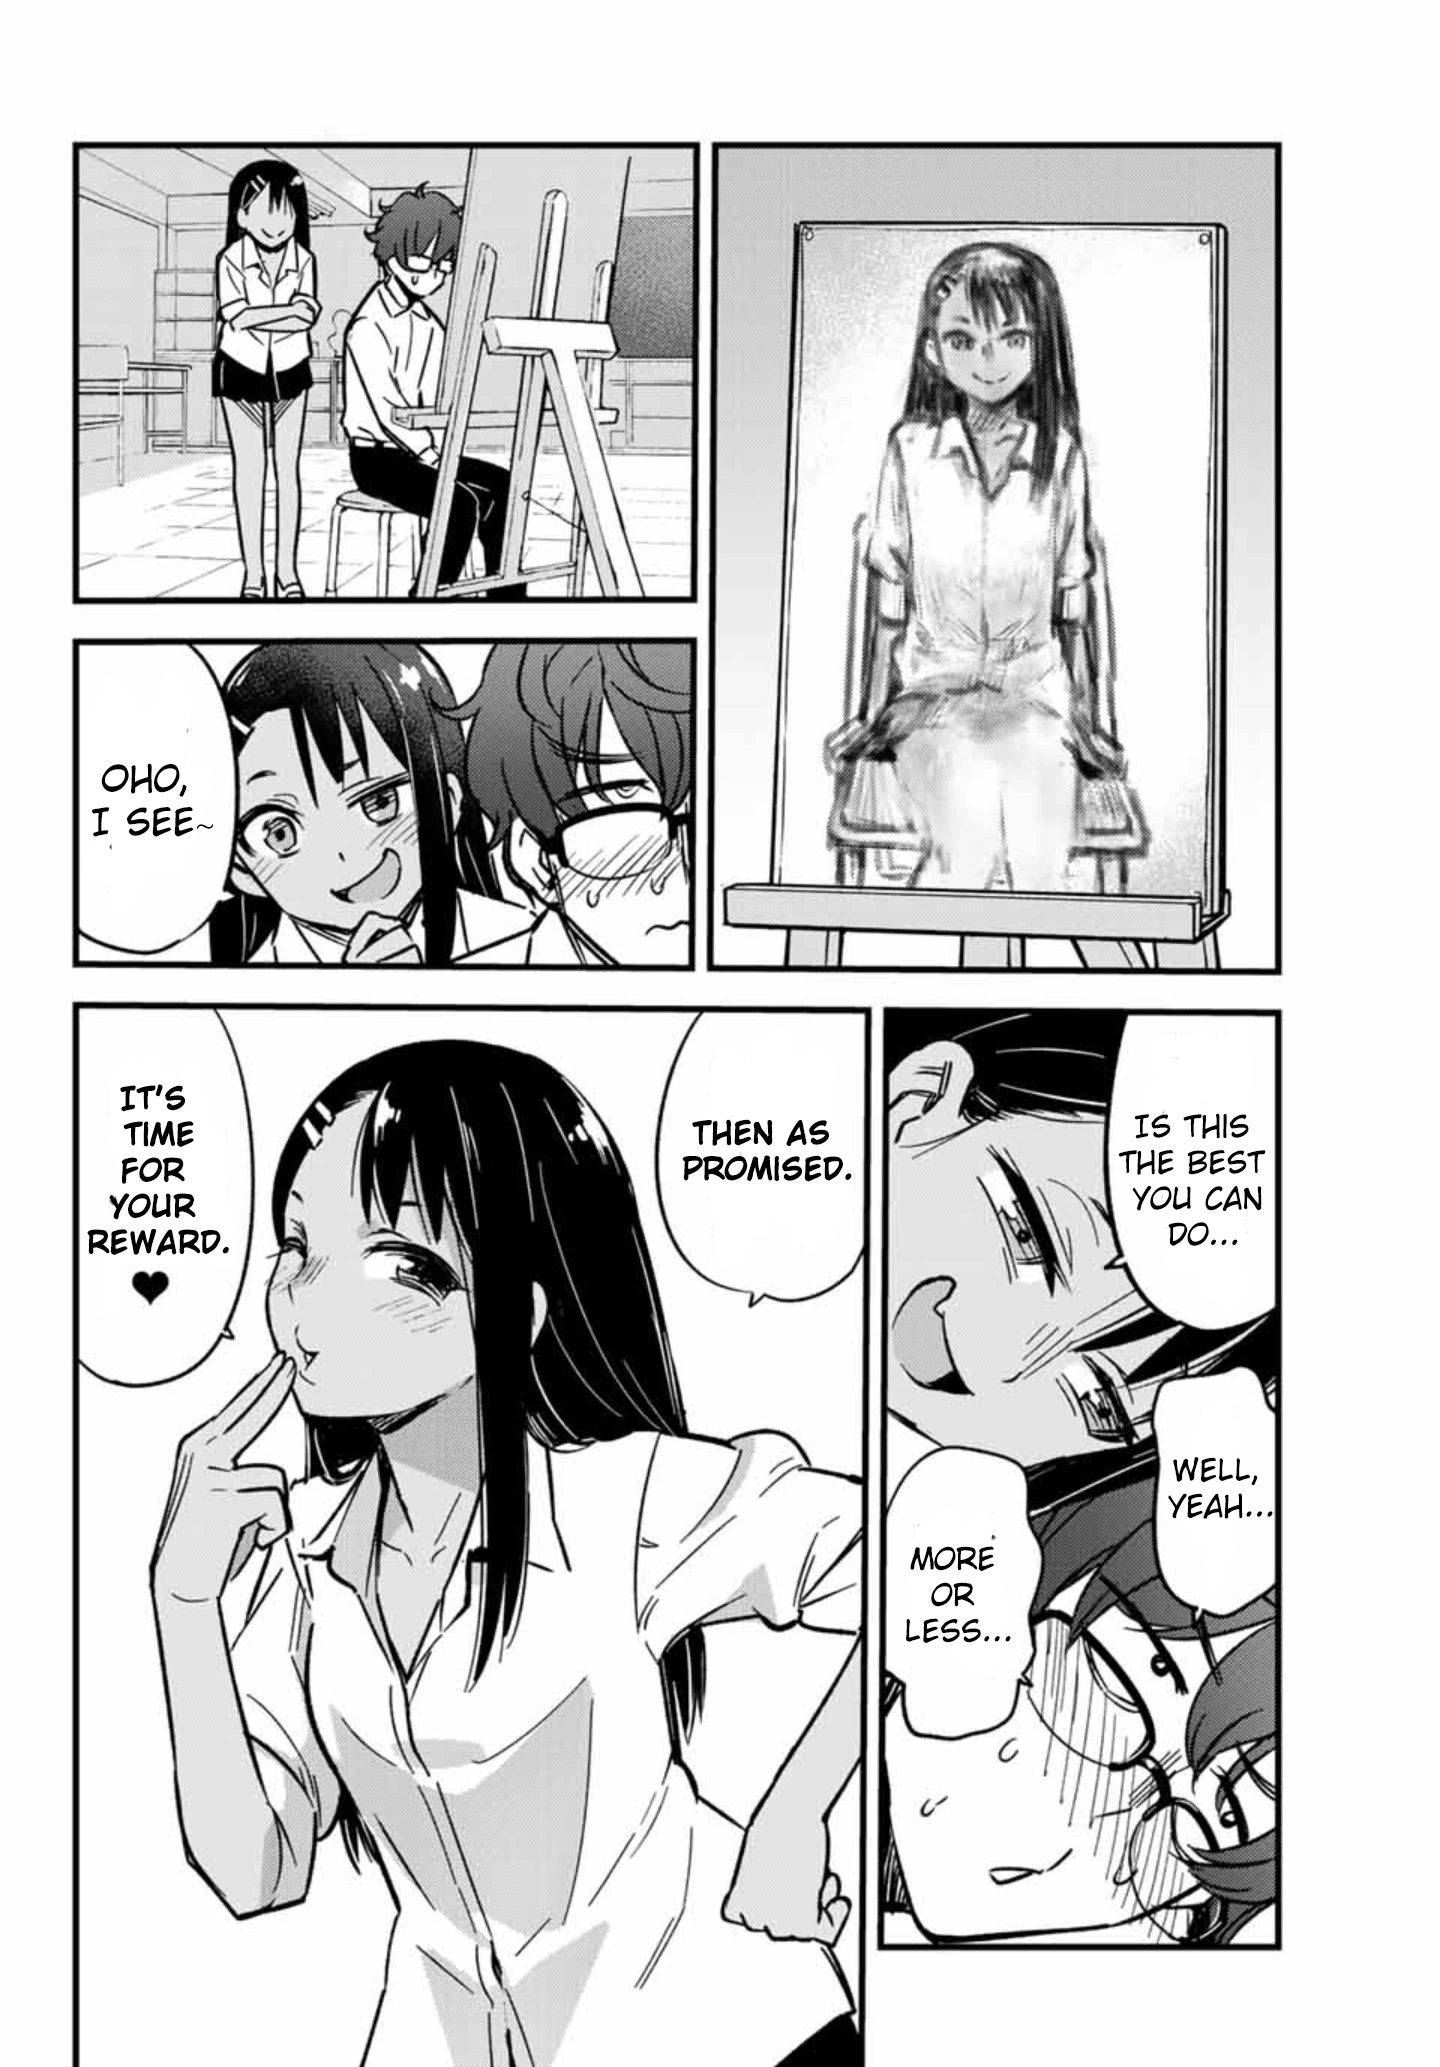 OHO,
I SEE~
IS THIS
THE BEST
YOU CAN
DO...
WELL,
YEAH...
MORE
OR
LESS...
THEN AS
PROMISED.
IT'S
TIME
FOR
YOUR
REWARD.
♥